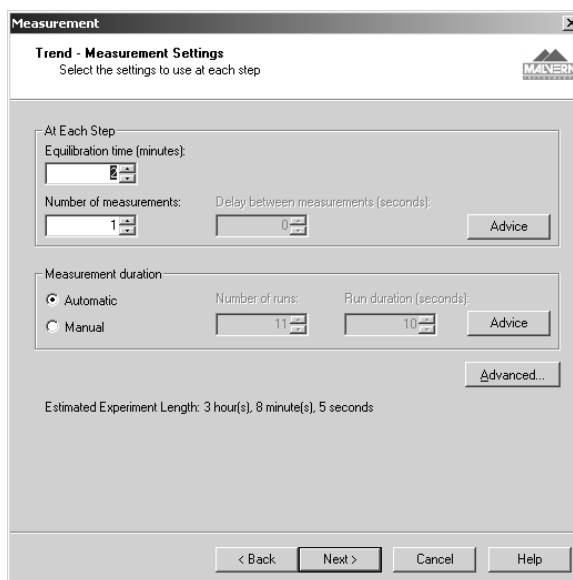 Measurement
Trend - Measurement Settings
Select the settings to use at each step
MALVERN
At Each Step
Equilibration time (minutes):
2
Number of measurements:
Delay between measurements (seconds):
1
0
Advice
Measurement duration
Automatic
Number of runs:
Run duration (seconds):
Manual
11
10
Advice
Advanced...
Estimated Experiment Length: 3 hour(s), 8 minute(s), 5 seconds
< Back
Next >
Cancel
Help